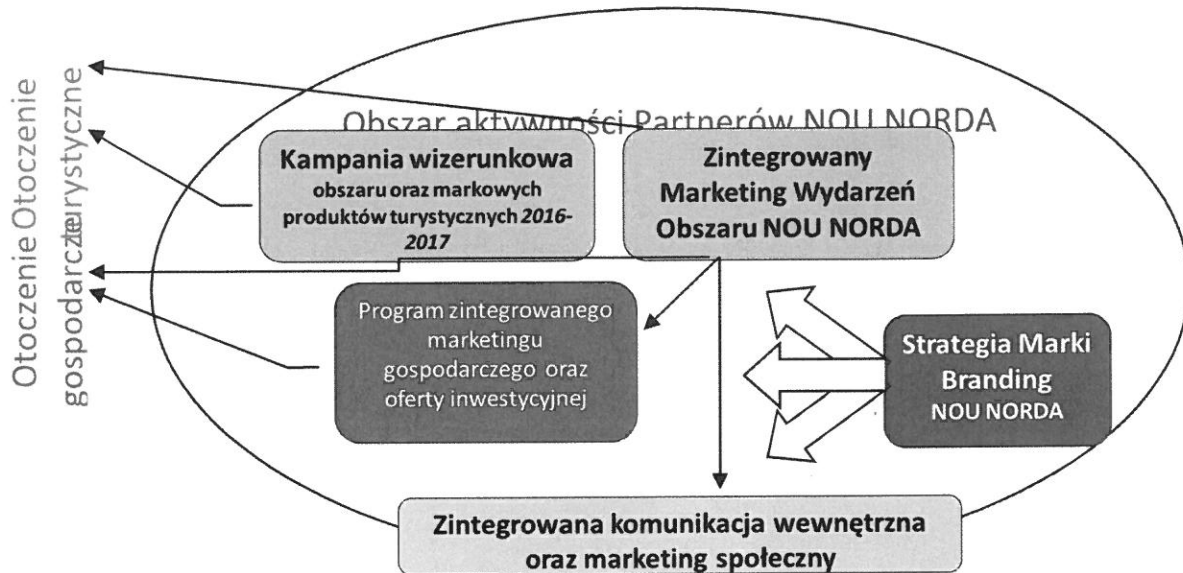 Otoczenie Otoczenie
gospodarcze turystyczne
Obszar aktywności Partnerów NOU NORDA
Kampania wizerunkowa
obszaru oraz markowych
produktów turystycznych 2016-
2017
Zintegrowany
Marketing Wydarzeń
Obszaru NOU NORDA
Program zintegrowanego
marketingu
gospodarczego oraz
oferty inwestycyjnej
Strategia Marki
Branding
NOU NORDA
Zintegrowana komunikacja wewnętrzna
oraz marketing społeczny